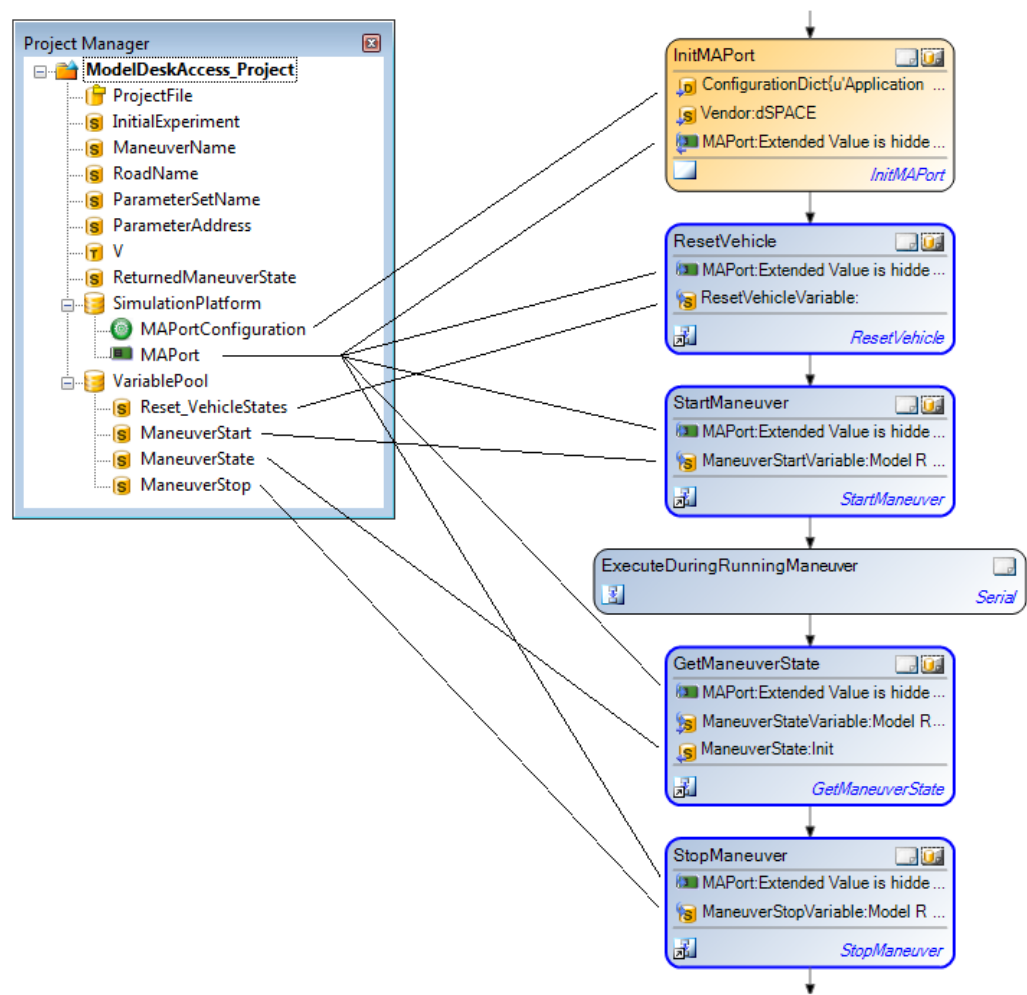 Project Manager
ModelDeskAccess_Project
ProjectFile
InitialExperiment
ManeuverName
RoadName
ParameterSetName
ParameterAddress
V
ReturnedManeuverState
SimulationPlatform
MAPortConfiguration
MAPort
VariablePool
Reset_VehicleStates
ManeuverStart
ManeuverState
ManeuverStop
InitMAPort
ConfigurationDict{u'Application ...
Vendor:dSPACE
MAPort:Extended Value is hidde ...
InitMAPort
ResetVehicle
MAPort:Extended Value is hidde ...
ResetVehicleVariable:
ResetVehicle
StartManeuver
MAPort:Extended Value is hidde ...
ManeuverStartVariable:Model R ...
StartManeuver
ExecuteDuringRunningManeuver
Serial
GetManeuverState
MAPort:Extended Value is hidde ...
ManeuverStateVariable:Model R...
ManeuverState:Init
GetManeuverState
StopManeuver
MAPort:Extended Value is hidde ...
ManeuverStopVariable:Model R ...
StopManeuver